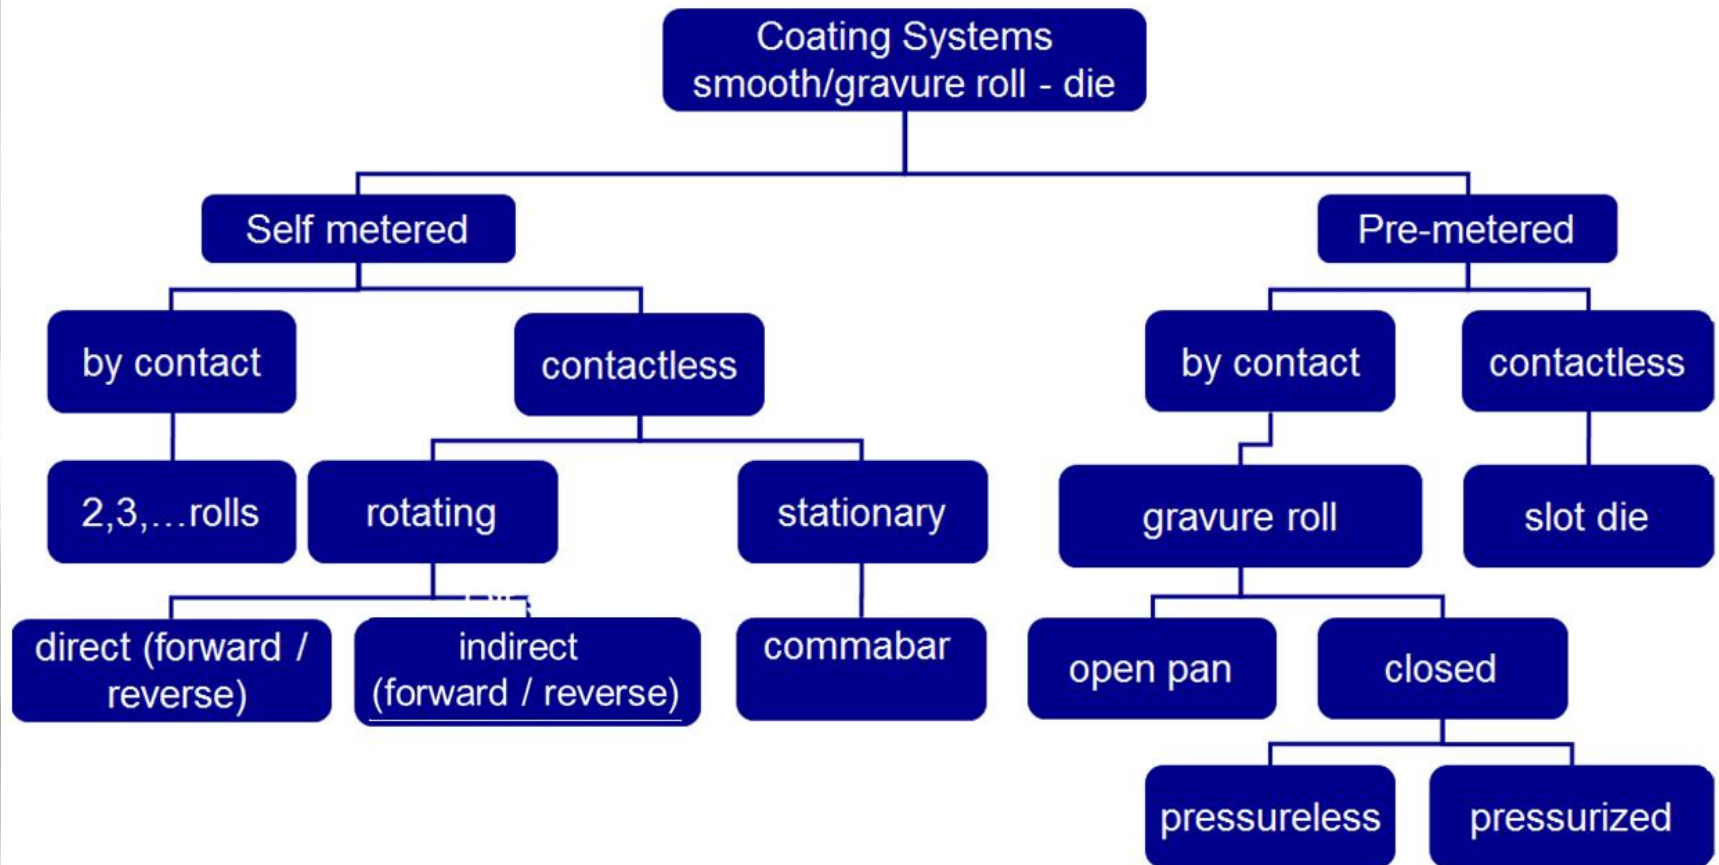 Coating Systems
smooth/gravure roll - die
Self metered
Pre-metered
by contact
contactless
by contact
contactless
2,3,…rolls
rotating
stationary
gravure roll
slot die
direct (forward /
reverse)
indirect
(forward / reverse)
commabar
open pan
closed
pressureless
pressurized